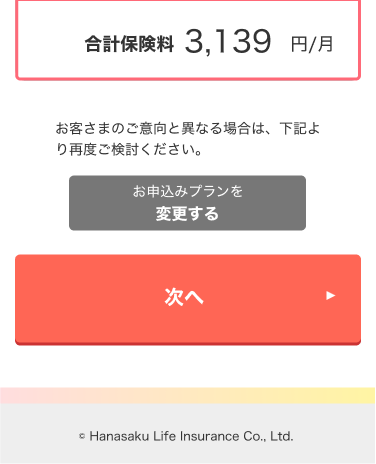 合計保険料 3,139 円/月
お客さまのご意向と異なる場合は、下記よ
り再度ご検討ください。
お申込みプランを
変更する
次へ
© Hanasaku Life Insurance Co., Ltd.